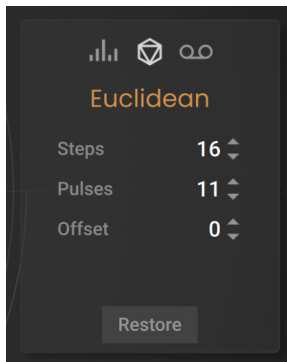 Euclidean
Steps 16
Pulses 11
Offset 0
Restore